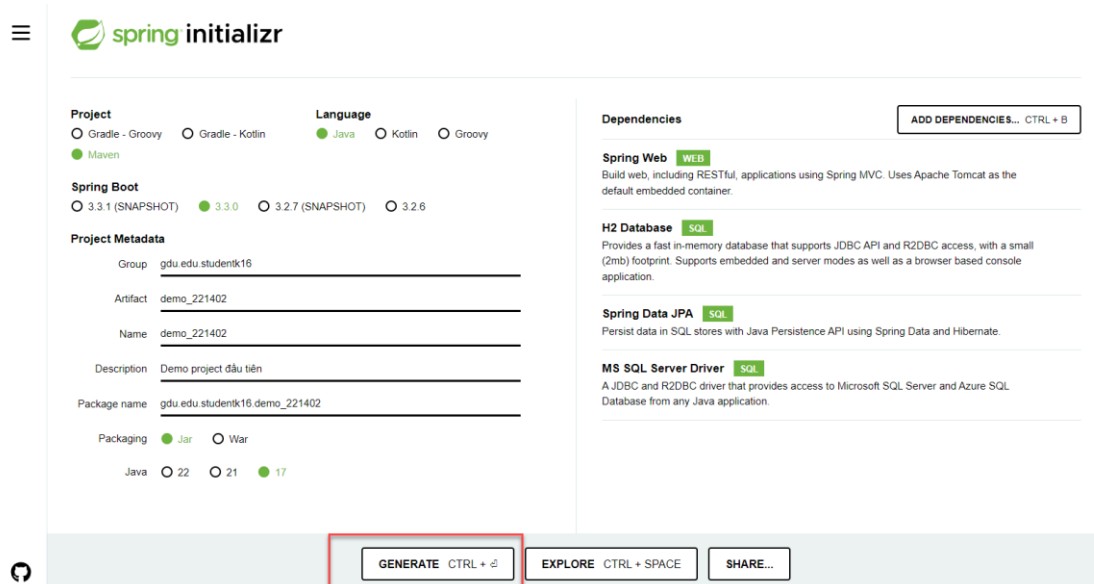 spring initializr
Project
Gradle - Groovy Gradle - Kotlin
Maven
Language
Java Kotlin Groovy
Spring Boot
3.3.1 (SNAPSHOT) 3.3.0 3.2.7 (SNAPSHOT) 3.2.6
Project Metadata
Group gdu.edu.studentk16
Artifact demo_221402
Name demo_221402
Description Demo project đầu tiên
Package name gdu.edu.studentk16.demo_221402
Packaging Jar War
Java 22 21 17
Dependencies
ADD DEPENDENCIES... CTRL + B
Spring Web WEB
Build web, including RESTful, applications using Spring MVC. Uses Apache Tomcat as the
default embedded container.
H2 Database SQL
Provides a fast in-memory database that supports JDBC API and R2DBC access, with a small
(2mb) footprint. Supports embedded and server modes as well as a browser based console
application.
Spring Data JPA SQL
Persist data in SQL stores with Java Persistence API using Spring Data and Hibernate.
MS SQL Server Driver SQL
A JDBC and R2DBC driver that provides access to Microsoft SQL Server and Azure SQL
Database from any Java application.
GENERATE CTRL + ⏎
EXPLORE CTRL + SPACE
SHARE...